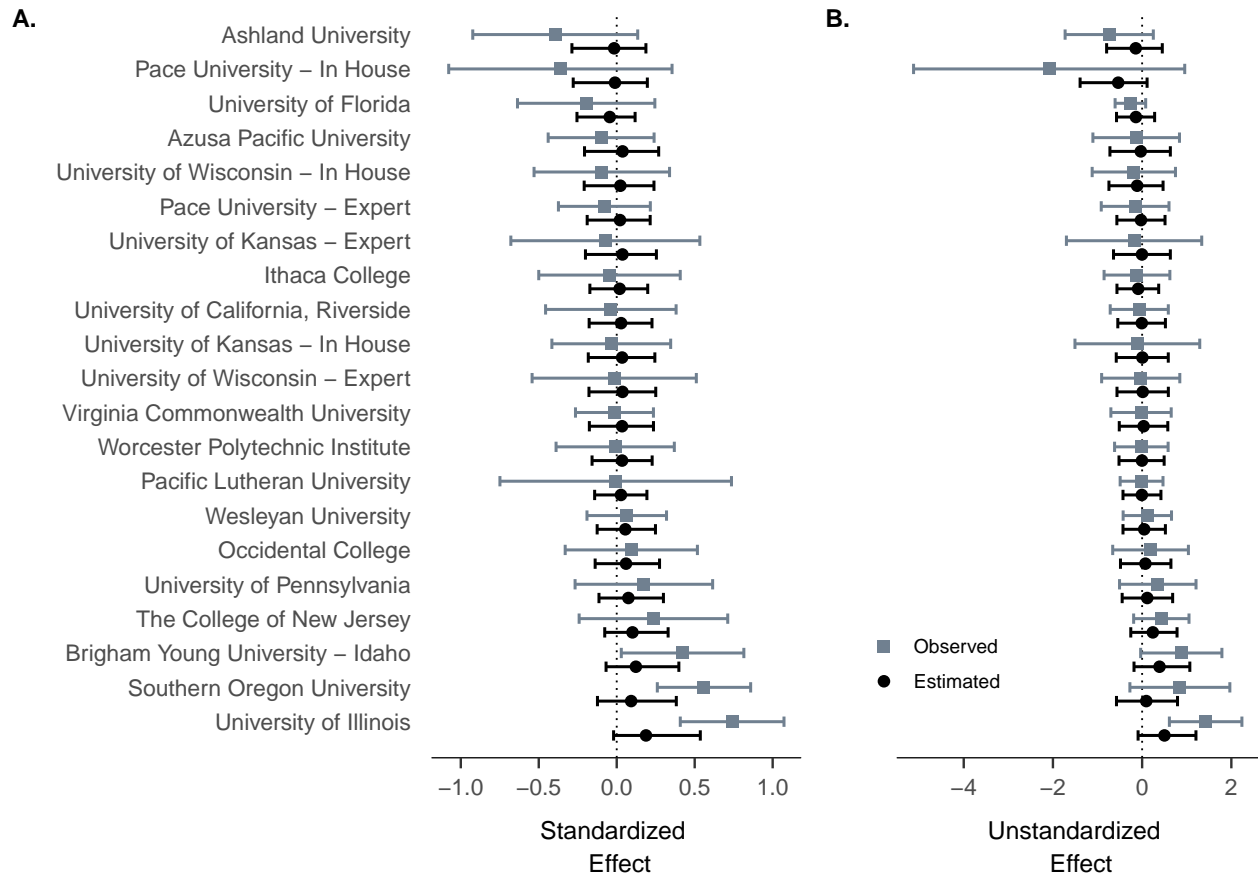 A.
B.
Ashland University
Pace University – In House
University of Florida
Azusa Pacific University
University of Wisconsin – In House
Pace University – Expert
University of Kansas – Expert
Ithaca College
University of California, Riverside
University of Kansas – In House
University of Wisconsin – Expert
Virginia Commonwealth University
Worcester Polytechnic Institute
Pacific Lutheran University
Wesleyan University
Occidental College
University of Pennsylvania
The College of New Jersey
Brigham Young University – Idaho
Southern Oregon University
University of Illinois
Observed
Estimated
−1.0 −0.5 0.0 0.5 1.0
Standardized
Effect
−4 −2 0 2
Unstandardized
Effect